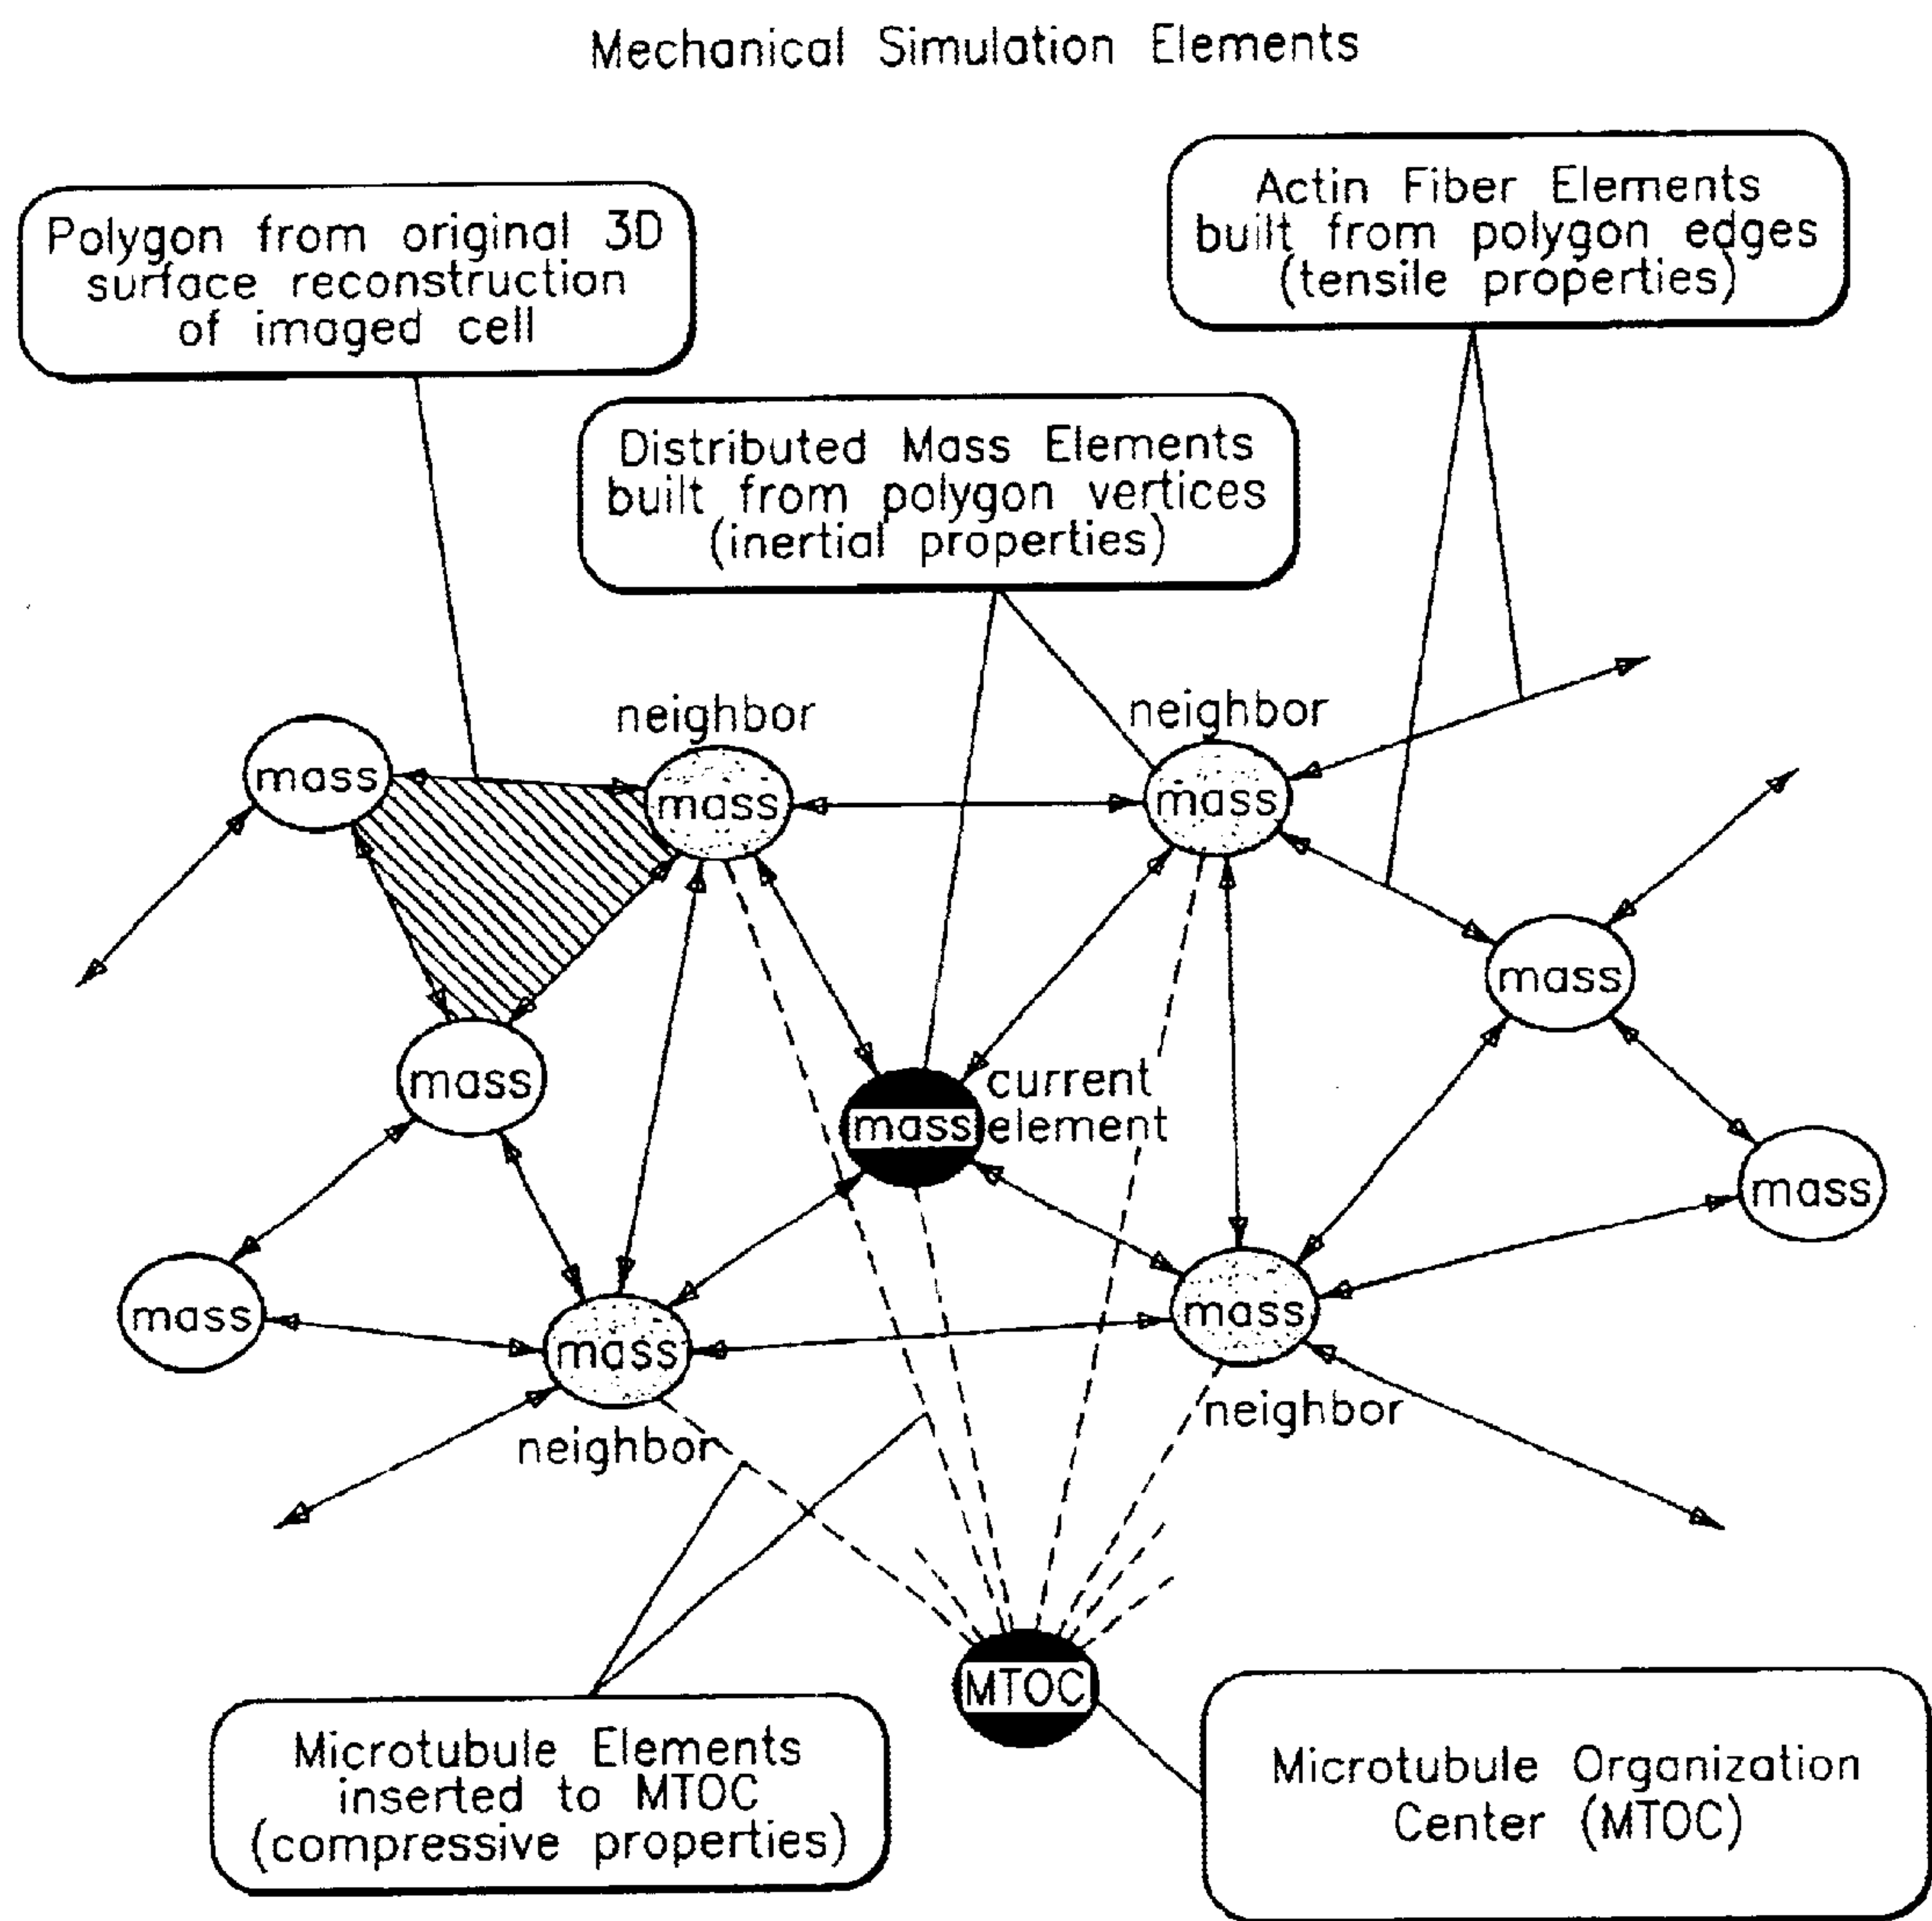 Mechanical Simulation Elements
Polygon from original 3D
surface reconstruction
of imaged cell
Actin Fiber Elements
built from polygon edges
(tensile properties)
Distributed Mass Elements
built from polygon vertices
(inertial properties)
neighbor
neighbor
mass
mass
mass
mass
mass
current
mass
element
mass
mass
mass
mass
neighbor
neighbor
MTOC
Microtubule Elements
inserted to MTOC
(compressive properties)
Microtubule Organization
Center (MTOC)